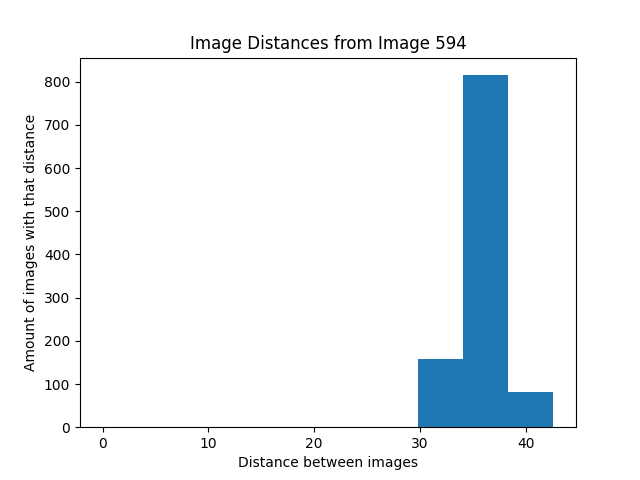 Image Distances from Image 594
Amount of images with that distance
800
700
600
500
400
300
200
100
0
0 10 20 30 40
Distance between images